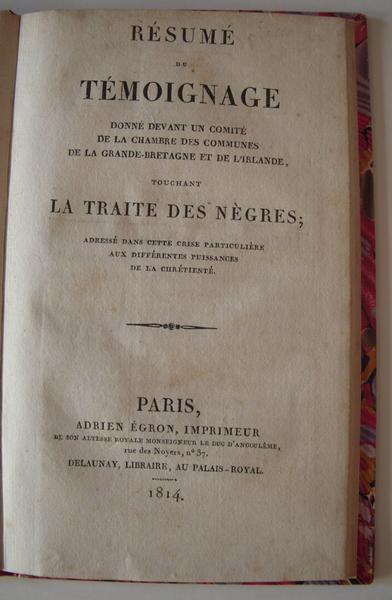 RÉSUMÉ
DU
TÉMOIGNAGE
DONNÉ DEVANT UN COMITÉ
DE LA CHAMBRE DES COMMUNES
DE LA GRANDE-BRETAGNE ET DE L'IRLANDE,
TOUCHANT
LA TRAITE DES NÈGRES;
ADRESSÉ DANS CETTE CRISE PARTICULIÈRE
AUX DIFFÉRENTES PUISSANCES
DE LA CHRÉTIENTÉ.
PARIS,
ADRIEN ÉGRON, IMPRIMEUR
DE SON ALTESSE ROYALE MONSEIGNEUR LE DUC D'ANGOULÊME,
rue des Noyers, n° 37.
DELAUNAY, LIBRAIRE, AU PALAIS-ROYAL.
1814.